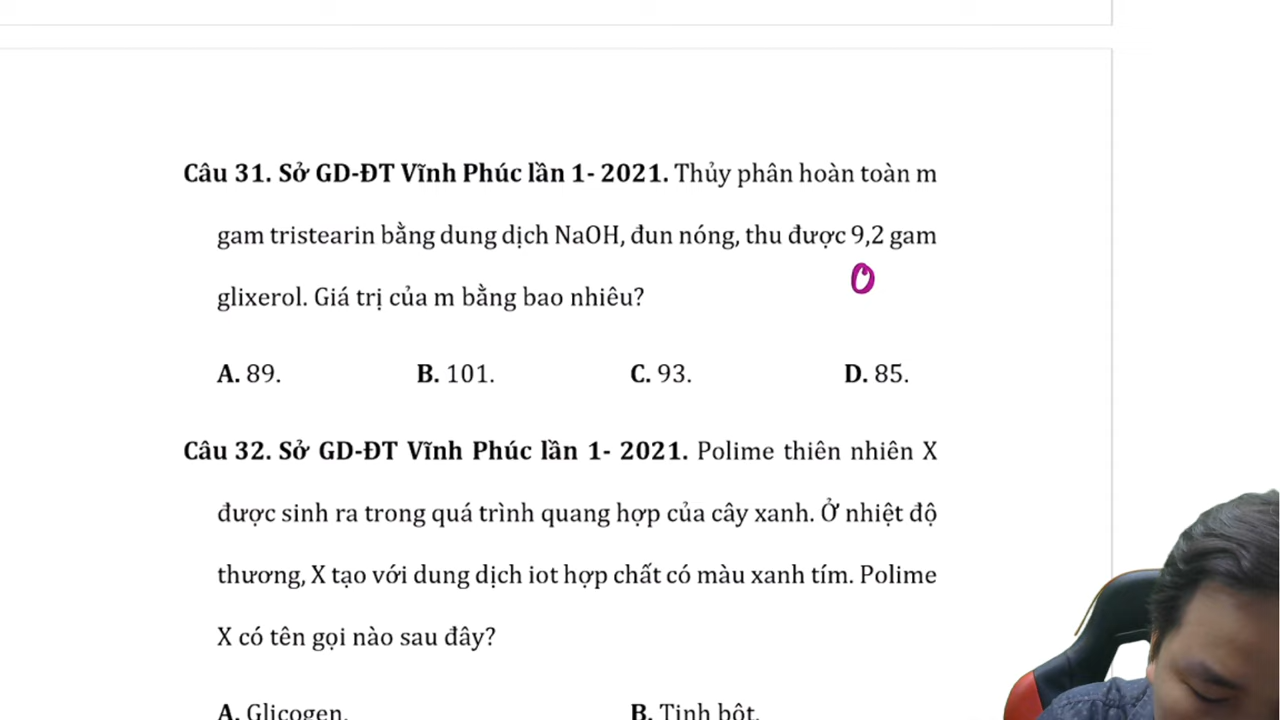 Câu 31. Sở GD-ĐT Vĩnh Phúc lần 1- 2021. Thủy phân hoàn toàn m
gam tristearin bằng dung dịch NaOH, đun nóng, thu được 9,2 gam
0
glixerol. Giá trị của m bằng bao nhiêu?
A. 89. B. 101. C. 93. D. 85.
Câu 32. Sở GD-ĐT Vĩnh Phúc lần 1- 2021. Polime thiên nhiên X
được sinh ra trong quá trình quang hợp của cây xanh. Ở nhiệt độ
thương, X tạo với dung dịch iot hợp chất có màu xanh tím. Polime
X có tên gọi nào sau đây?
A. Glicogen. B. Tinh bột.